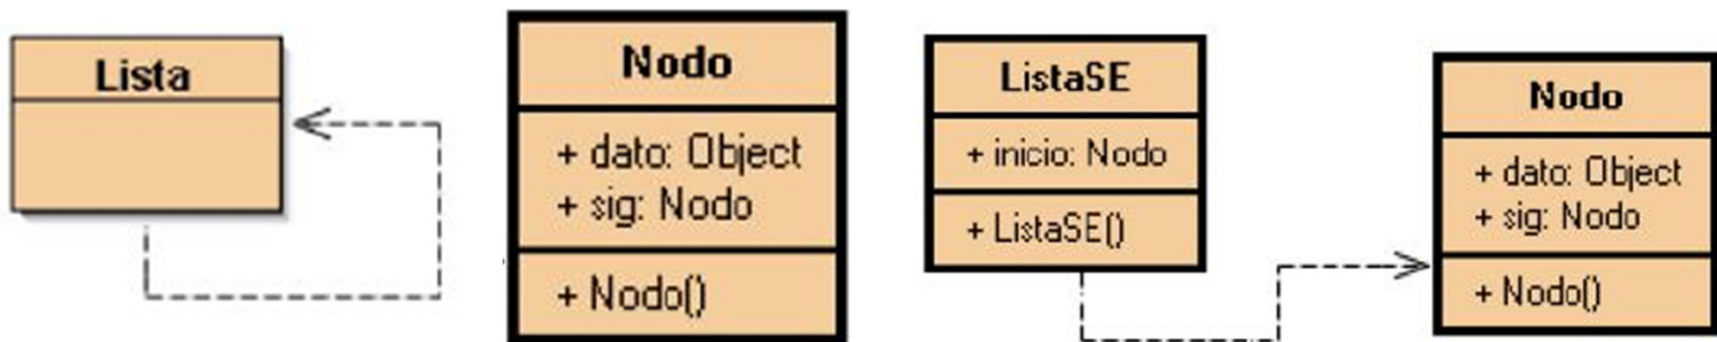 Lista
Nodo
+ dato: Object
+ sig: Nodo
+ Nodo()
ListaSE
+ inicio: Nodo
+ ListaSE()
Nodo
+ dato: Object
+ sig: Nodo
+ Nodo()